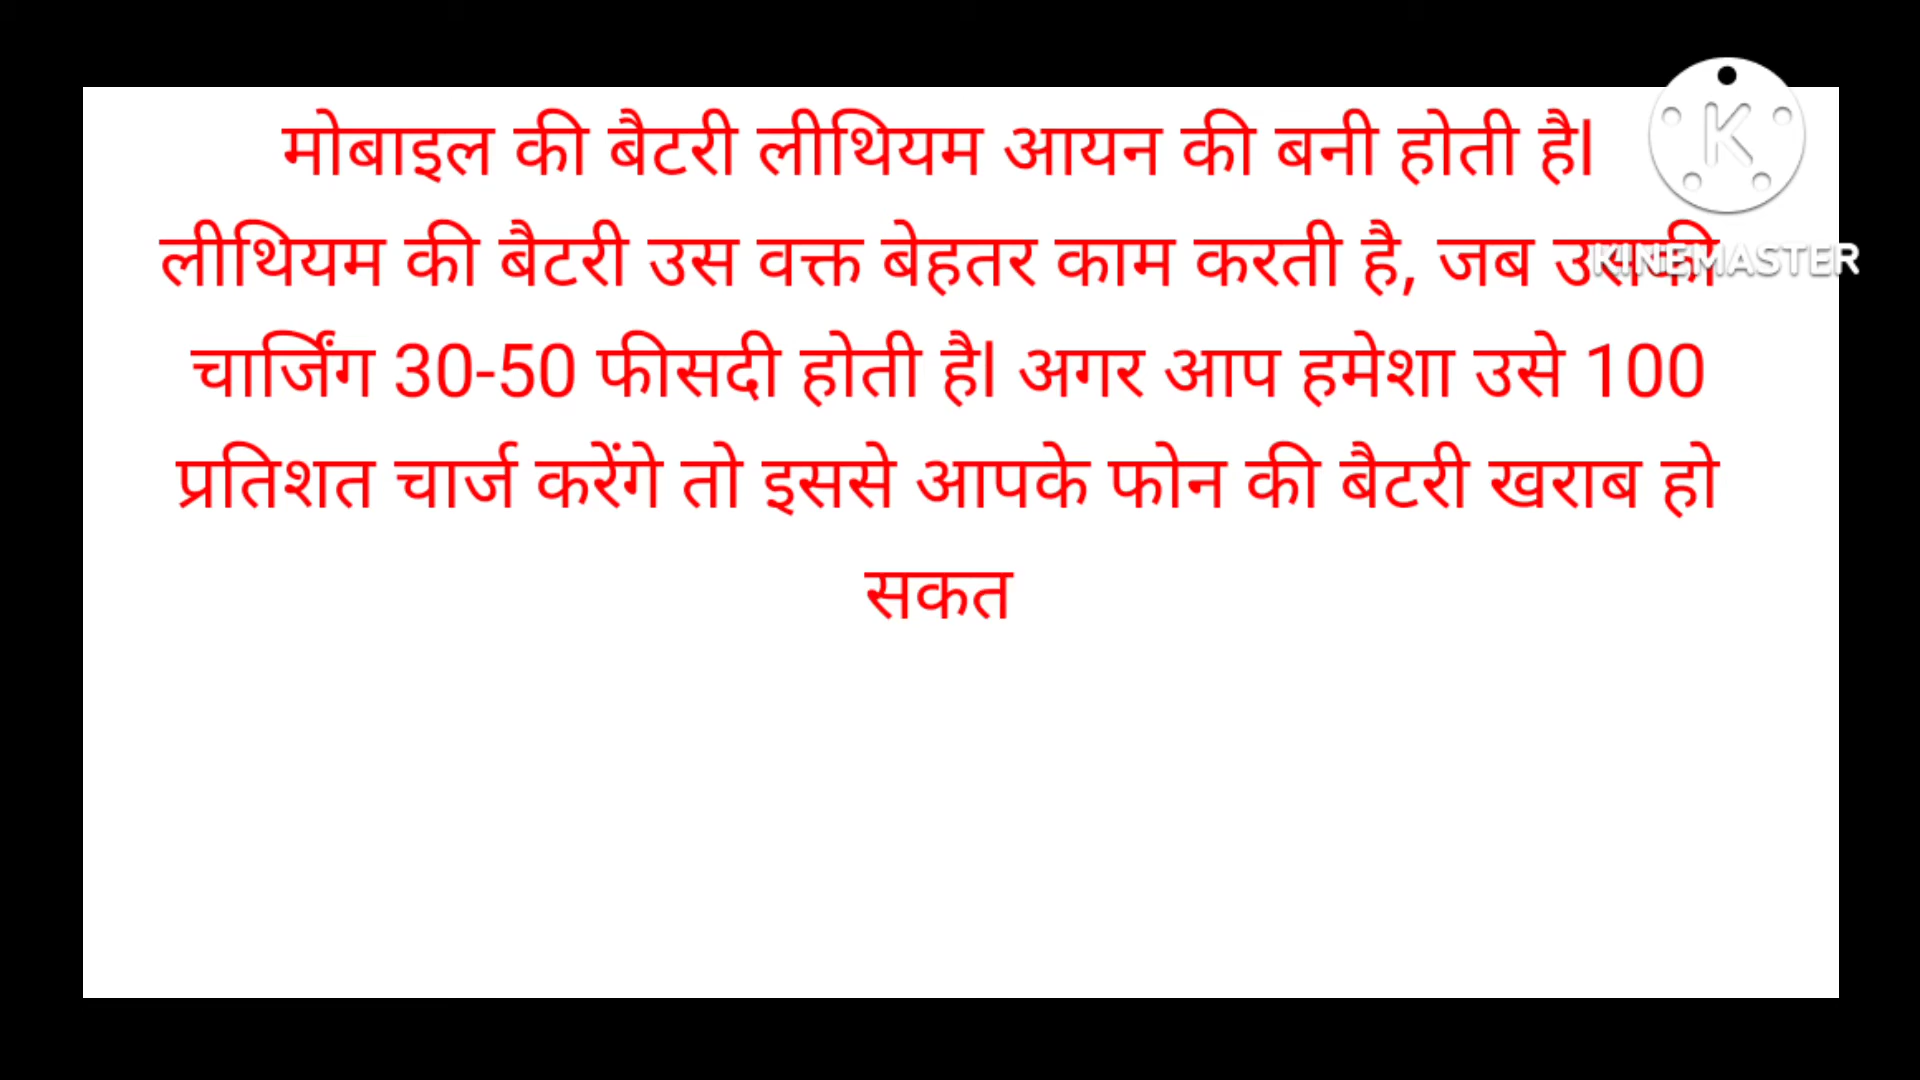 मोबाइल की बैटरी लीथियम आयन की बनी होती है।
लीथियम की बैटरी उस वक्त बेहतर काम करती है, जब उसकी
चार्जिंग 30-50 फीसदी होती है। अगर आप हमेशा उसे 100
प्रतिशत चार्ज करेंगे तो इससे आपके फोन की बैटरी खराब हो
सकत
K
KINEMASTER